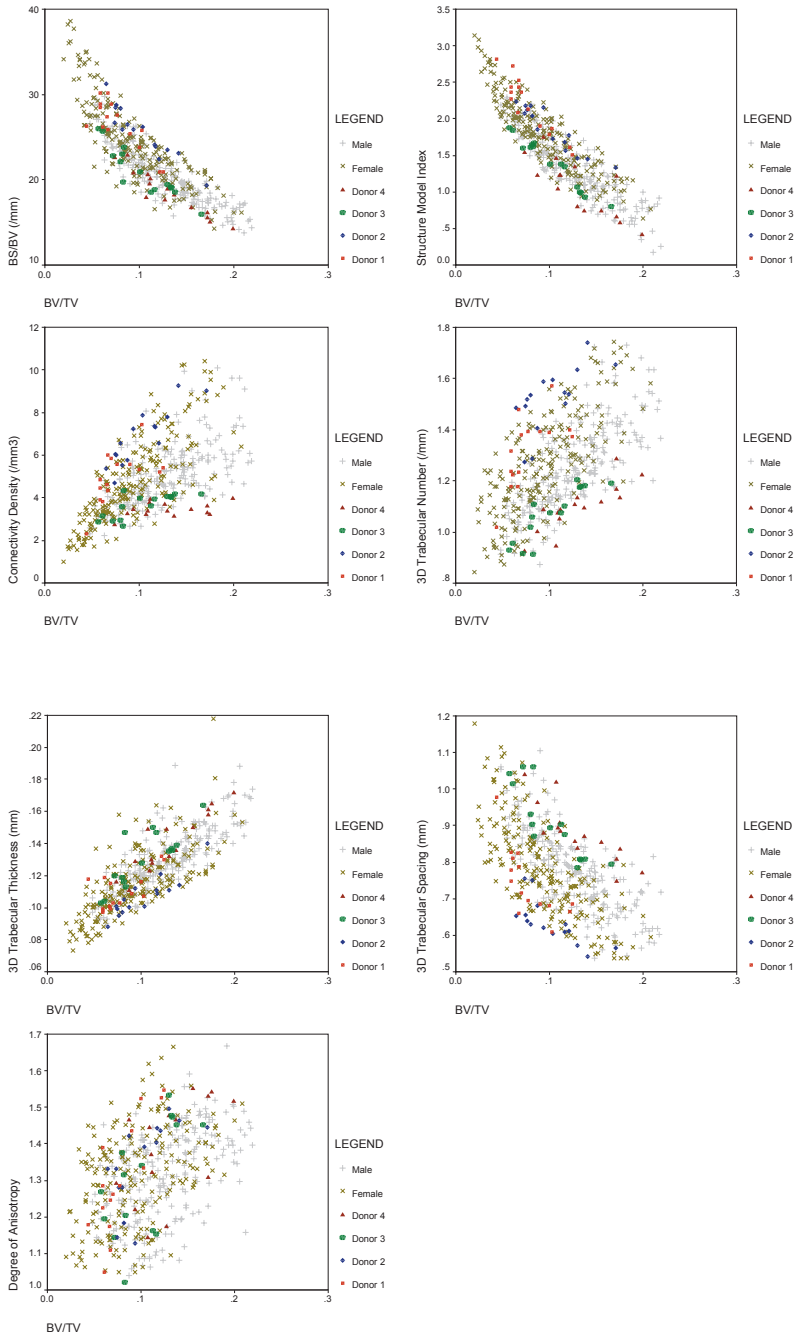 40
30
20
10
BS/BV (/mm)
0.0 .1 .2 .3
BV/TV
LEGEND
Male
Female
Donor 4
Donor 3
Donor 2
Donor 1
3.5
3.0
2.5
2.0
1.5
1.0
.5
0.0
Structure Model Index
0.0 .1 .2 .3
BV/TV
LEGEND
Male
Female
Donor 4
Donor 3
Donor 2
Donor 1
12
10
8
6
4
2
0
Connectivity Density (/mm3)
0.0 .1 .2 .3
BV/TV
LEGEND
Male
Female
Donor 4
Donor 3
Donor 2
Donor 1
1.8
1.6
1.4
1.2
1.0
.8
3D Trabecular Number (/mm)
0.0 .1 .2 .3
BV/TV
LEGEND
Male
Female
Donor 4
Donor 3
Donor 2
Donor 1
.22
.20
.18
.16
.14
.12
.10
.08
.06
3D Trabecular Thickness (mm)
0.0 .1 .2 .3
BV/TV
LEGEND
Male
Female
Donor 4
Donor 3
Donor 2
Donor 1
1.2
1.1
1.0
.9
.8
.7
.6
.5
3D Trabecular Spacing (mm)
0.0 .1 .2 .3
BV/TV
LEGEND
Male
Female
Donor 4
Donor 3
Donor 2
Donor 1
1.7
1.6
1.5
1.4
1.3
1.2
1.1
1.0
Degree of Anisotropy
0.0 .1 .2 .3
BV/TV
LEGEND
Male
Female
Donor 4
Donor 3
Donor 2
Donor 1